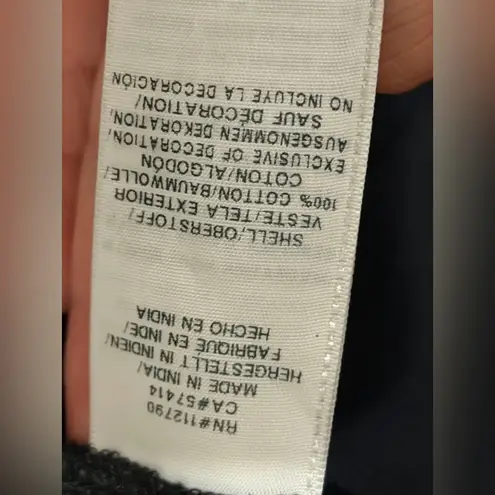 RN#112790
CA#57414
MADE IN INDIA/
HERGESTELLT IN INDIEN/
FABRIQUÉ EN INDE/
HECHO EN INDIA
SHELL/OBERSTOFF/
VESTE/TELA EXTERIOR
100% COTTON/BAUMWOLLE/
COTON/ALGODÓN
EXCLUSIVE OF DECORATION/
AUSGENOMMEN DEKORATION/
SAUF DÉCORATION/
NO INCLUYE LA DECORACIÓN